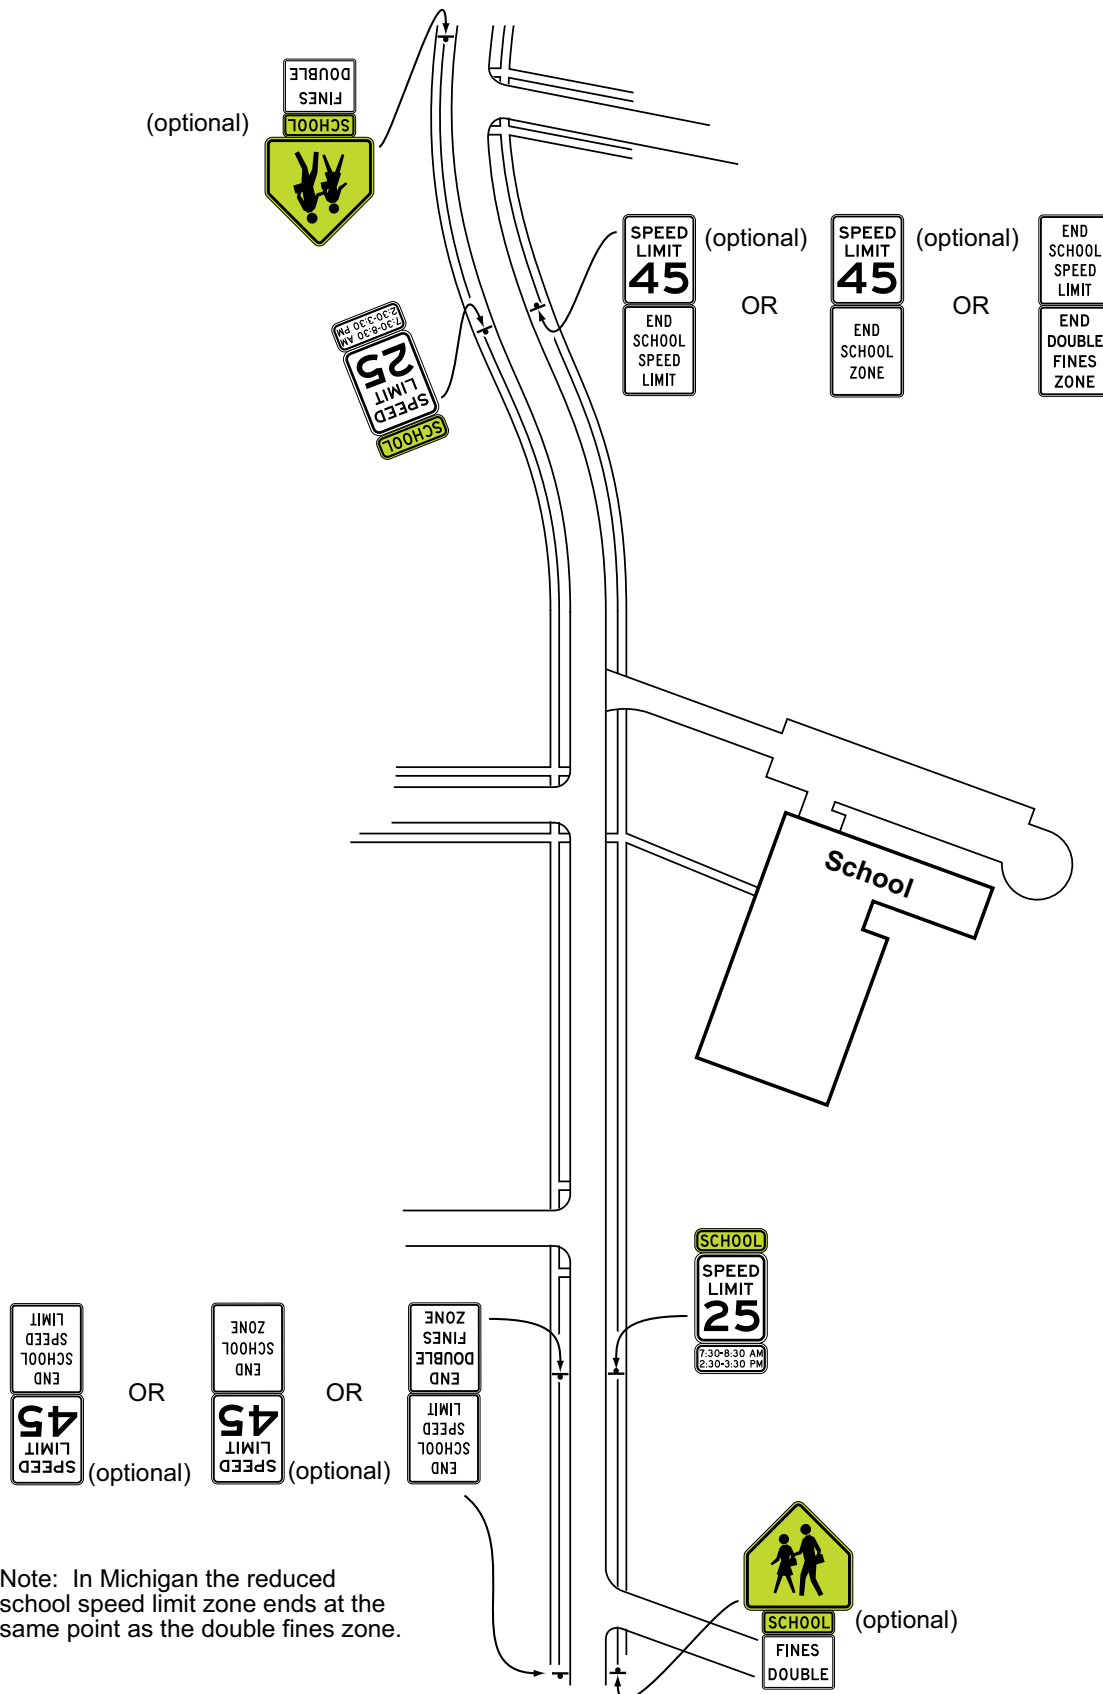 DOUBLE
FINES
SCHOOL
(optional)
SPEED
LIMIT
45
END
SCHOOL
SPEED
LIMIT
(optional)
OR
SPEED
LIMIT
45
END
SCHOOL
ZONE
(optional)
OR
END
SCHOOL
SPEED
LIMIT
END
DOUBLE
FINES
ZONE
SCHOOL
SPEED
LIMIT
25
7:30-8:30 AM
2:30-3:30 PM
School
SCHOOL
SPEED
LIMIT
25
7:30-8:30 AM
2:30-3:30 PM
SPEED
LIMIT
45
END
SCHOOL
SPEED
LIMIT
(optional)
OR
SPEED
LIMIT
45
END
SCHOOL
ZONE
(optional)
OR
END
SCHOOL
SPEED
LIMIT
END
DOUBLE
FINES
ZONE
SCHOOL
FINES
DOUBLE
(optional)
Note: In Michigan the reduced
school speed limit zone ends at the
same point as the double fines zone.